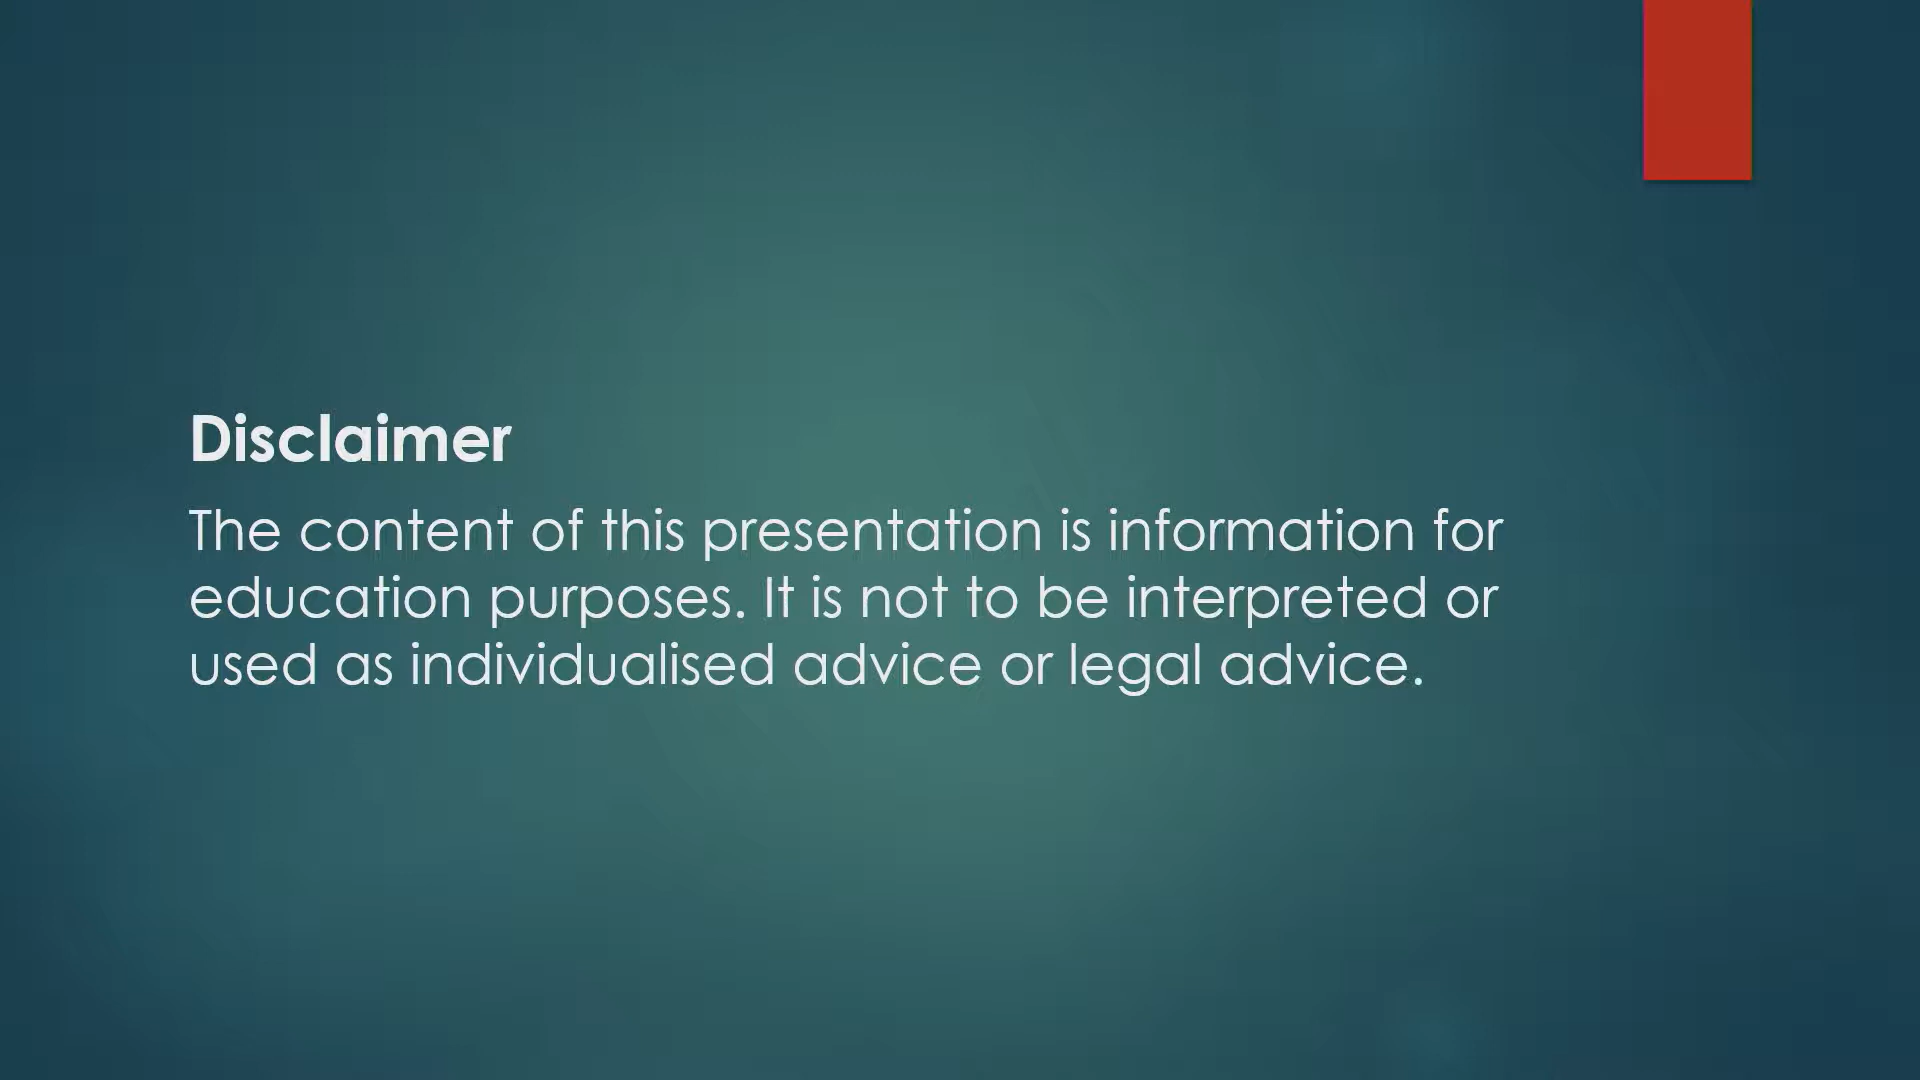 Disclaimer
The content of this presentation is information for
education purposes. It is not to be interpreted or
used as individualised advice or legal advice.